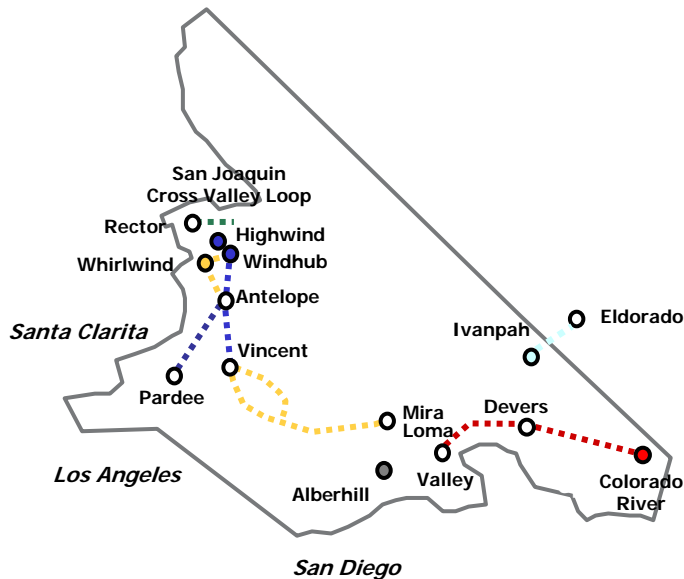 San Joaquin
Cross Valley Loop
Rector
Highwind
Whirlwind
Windhub
Antelope
Santa Clarita
Eldorado
Ivanpah
Vincent
Pardee
Devers
Mira
Loma
Los Angeles
Valley
Alberhill
Colorado
River
San Diego